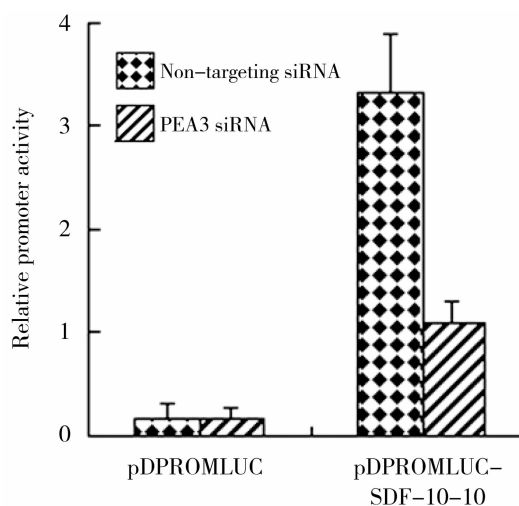 Relative promoter activity
4
3
2
1
0
Non-targeting siRNA
PEA3 siRNA
pDPROMLUC
pDPROMLUC-
SDF-10-10